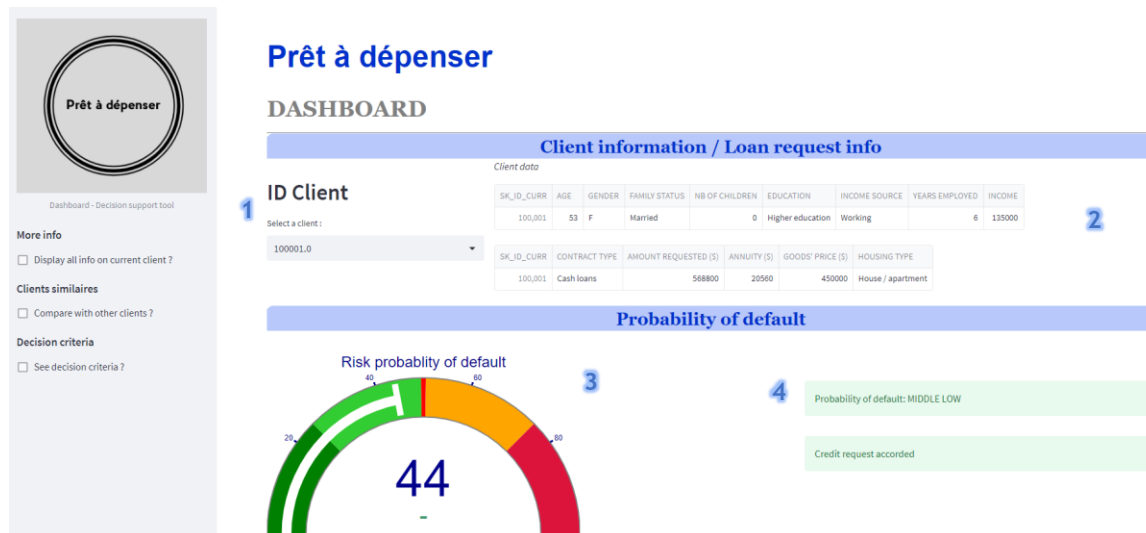 Prêt à dépenser
Dashboard - Decision support tool
More info
Display all info on current client ?
Clients similaires
Compare with other clients ?
Decision criteria
See decision criteria ?
Prêt à dépenser
DASHBOARD
Client information / Loan request info
1
ID Client
Select a client :
100001.0
Client data
SK_ID_CURR AGE GENDER FAMILY STATUS NB OF CHILDREN EDUCATION INCOME SOURCE YEARS EMPLOYED INCOME
100,001 53 F Married 0 Higher education Working 6 135000
2
SK_ID_CURR CONTRACT TYPE AMOUNT REQUESTED ($) ANNUITY ($) GOODS' PRICE ($) HOUSING TYPE
100,001 Cash loans 568800 20560 450000 House / apartment
Probability of default
Risk probablity of default
3
20 40 60 80
44
-
4
Probability of default: MIDDLE LOW
Credit request accorded